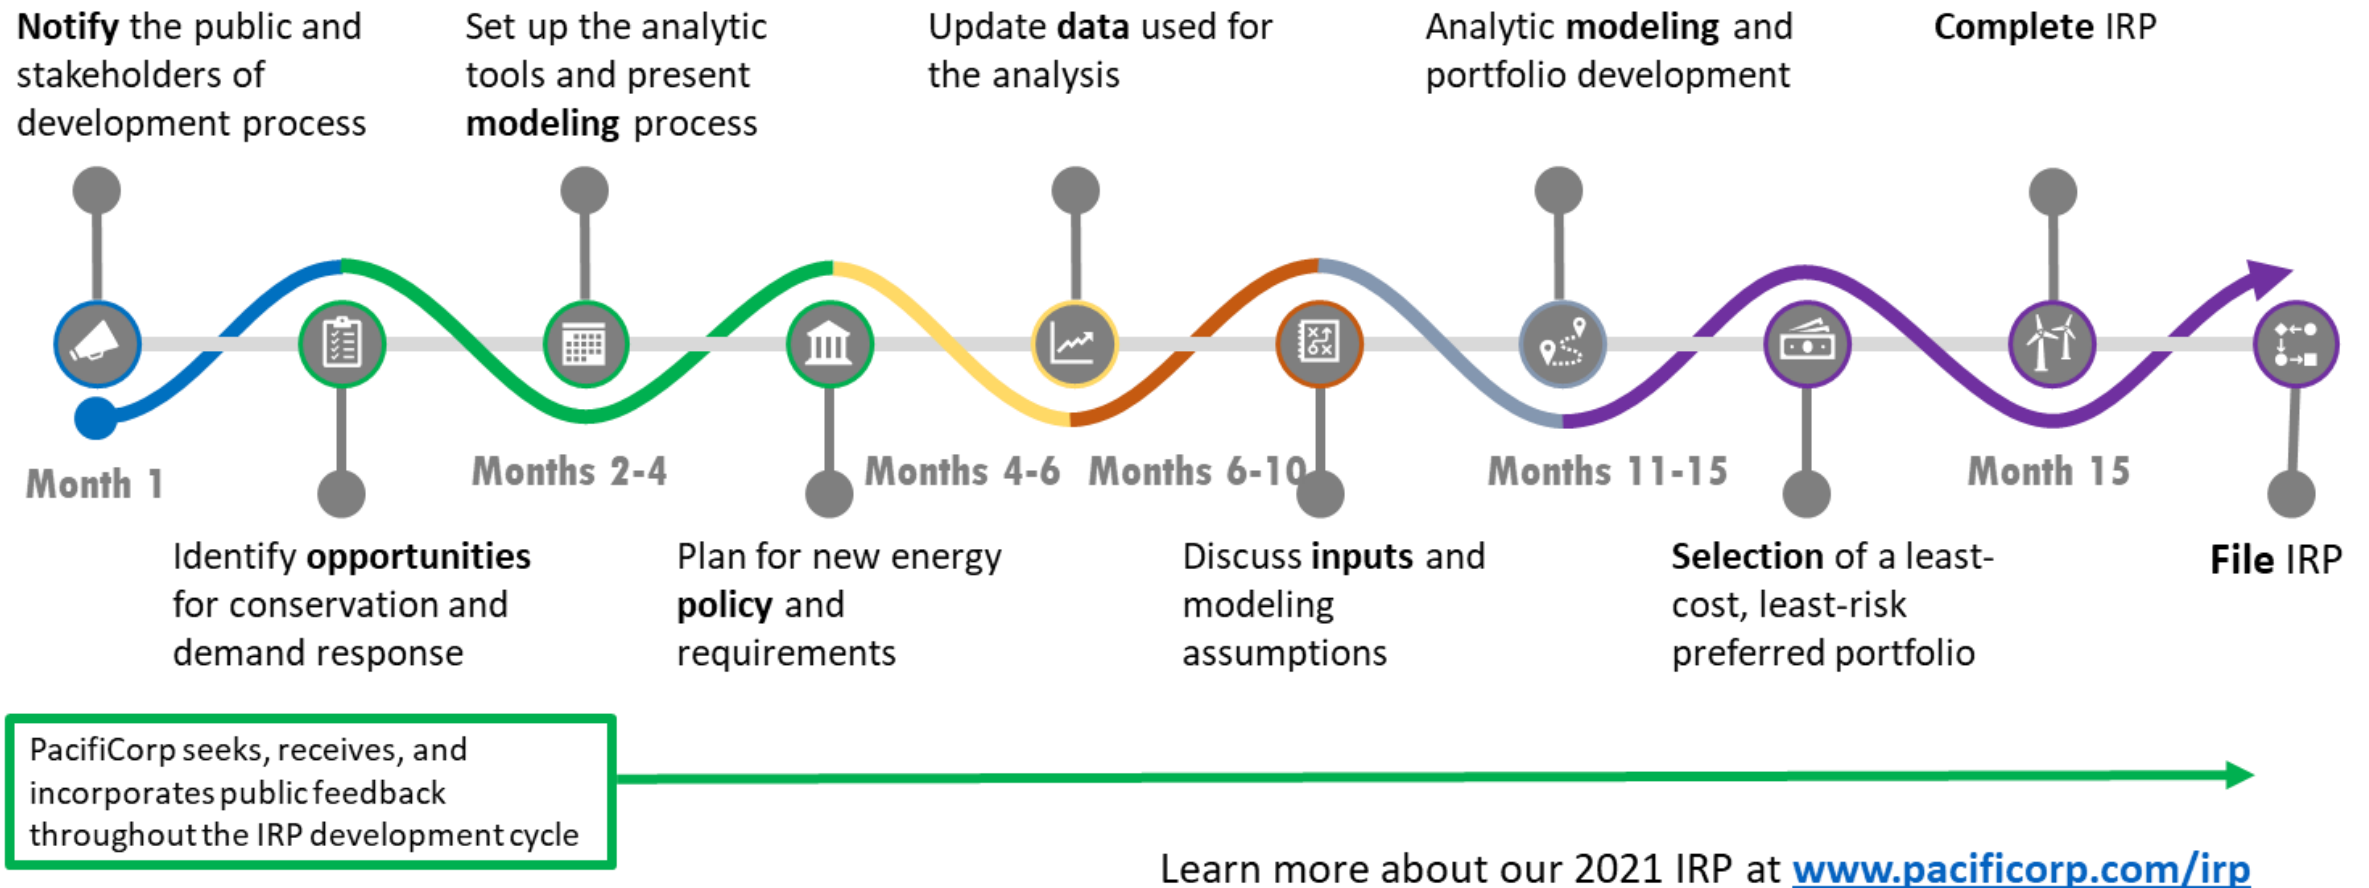 Notify the public and
stakeholders of
development process
Set up the analytic
tools and present
modeling process
Update data used for
the analysis
Analytic modeling and
portfolio development
Complete IRP
Month 1
Months 2-4
Months 4-6
Months 6-10
Months 11-15
Month 15
Identify opportunities
for conservation and
demand response
Plan for new energy
policy and
requirements
Discuss inputs and
modeling
assumptions
Selection of a least-
cost, least-risk
preferred portfolio
File IRP
PacifiCorp seeks, receives, and
incorporates public feedback
throughout the IRP development cycle
Learn more about our 2021 IRP at www.pacificorp.com/irp